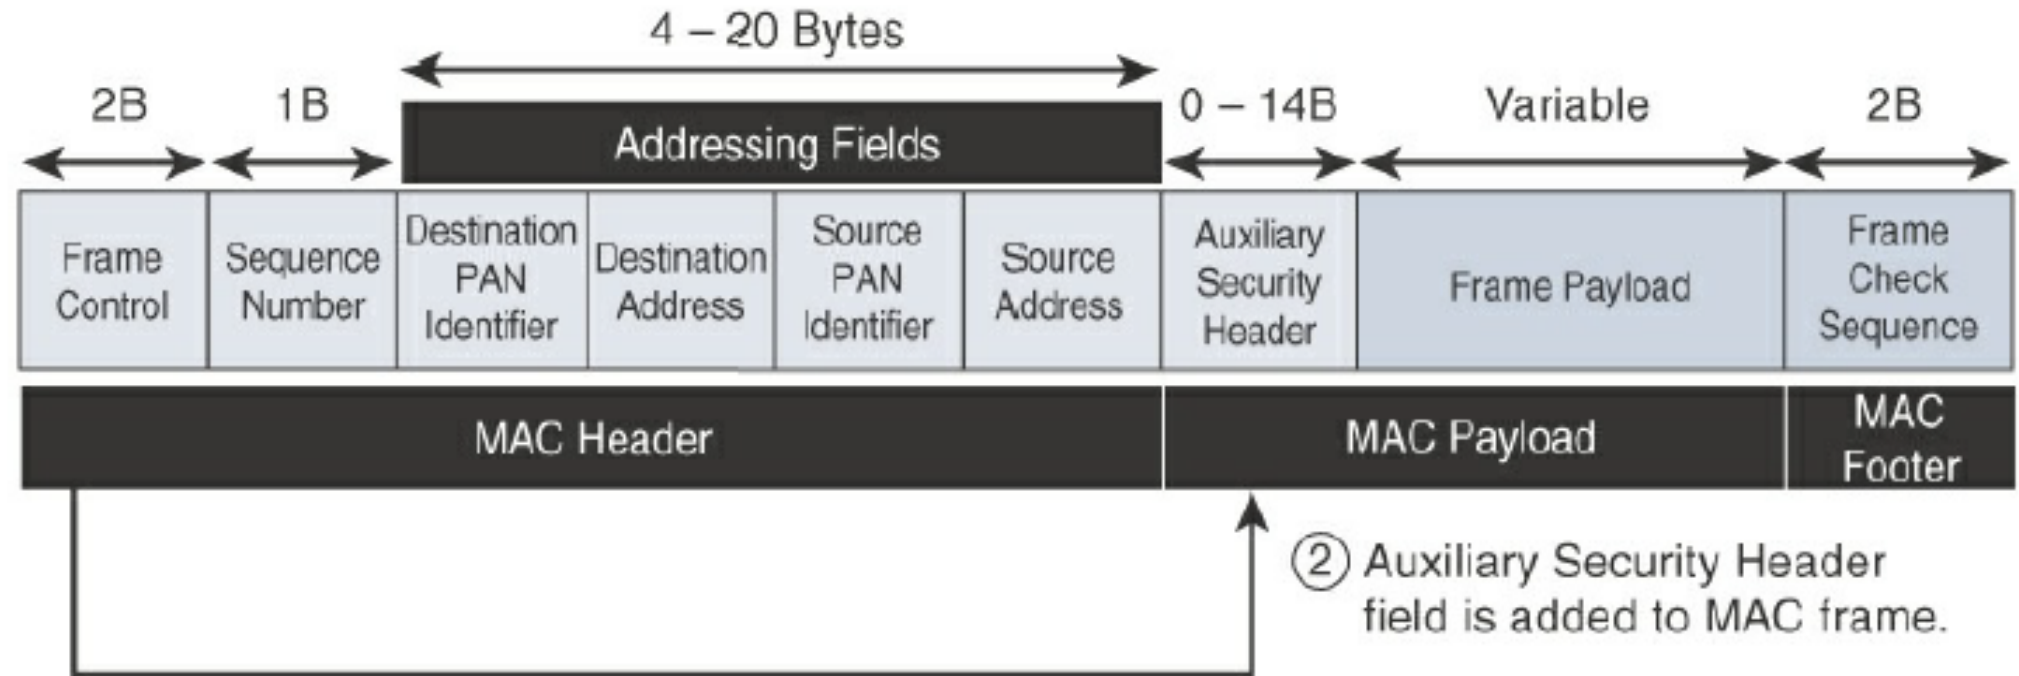 4 – 20 Bytes
2B
1B
Addressing Fields
0 – 14B
Variable
2B
Frame
Control
Sequence
Number
Destination
PAN
Identifier
Destination
Address
Source
PAN
Identifier
Source
Address
Auxiliary
Security
Header
Frame Payload
Frame
Check
Sequence
MAC Header
MAC Payload
MAC
Footer
② Auxiliary Security Header
field is added to MAC frame.